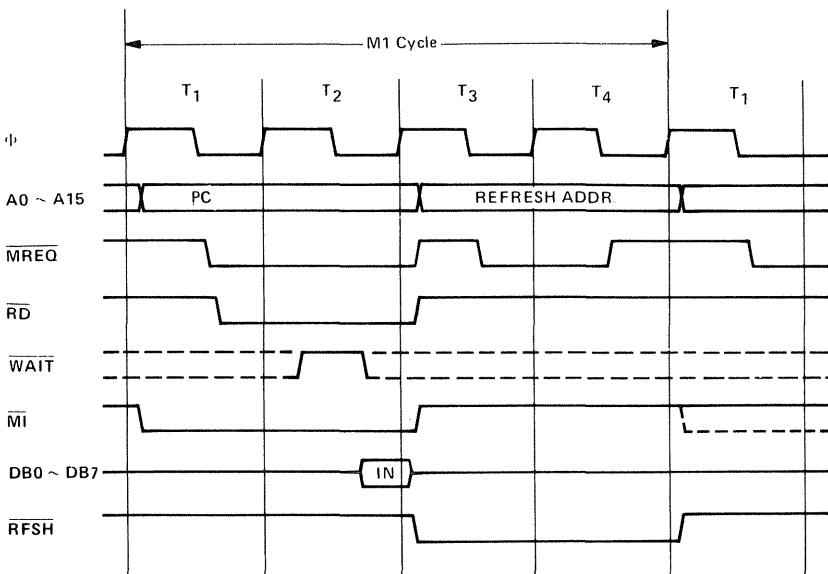 M1 Cycle
T1 T2 T3 T4 T1
Φ
A0 ~ A15 PC REFRESH ADDR
MREQ
RD
WAIT
MI
DB0 ~ DB7 IN
RFSH